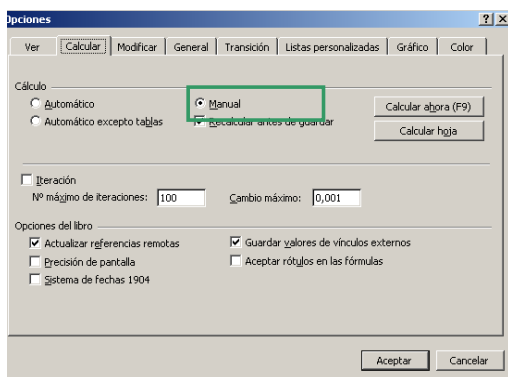 Opciones
Ver Calcular Modificar General Transición Listas personalizadas Gráfico Color
Cálculo
Automático Manual Calcular ahora (F9)
Automático excepto tablas Recalcular antes de guardar Calcular hoja
Iteración
Nº máximo de iteraciones: 100 Cambio máximo: 0,001
Opciones del libro
Actualizar referencias remotas Guardar valores de vínculos externos
Precisión de pantalla Aceptar rótulos en las fórmulas
Sistema de fechas 1904
Aceptar Cancelar